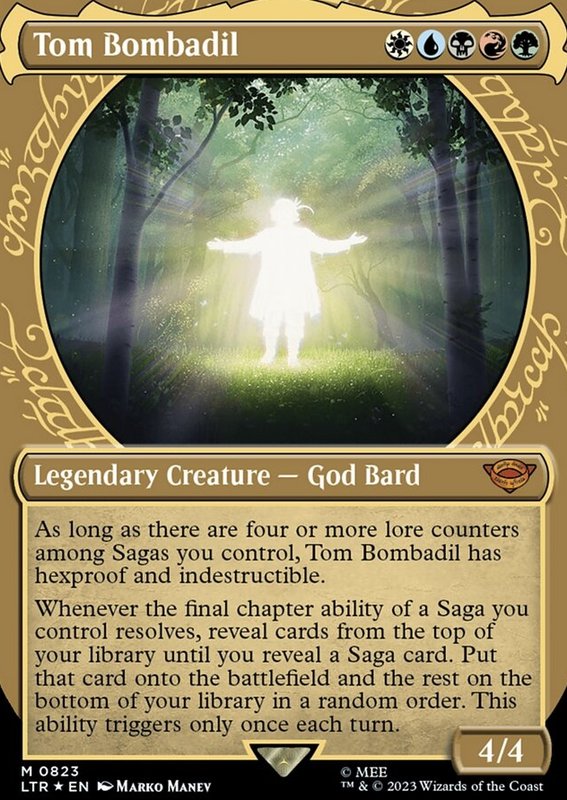 Tom Bombadil
Legendary Creature — God Bard
As long as there are four or more lore counters
among Sagas you control, Tom Bombadil has
hexproof and indestructible.
Whenever the final chapter ability of a Saga you
control resolves, reveal cards from the top of
your library until you reveal a Saga card. Put
that card onto the battlefield and the rest on the
bottom of your library in a random order. This
ability triggers only once each turn.
4/4
M 0823
LTR ★ EN Marko Manev
© MEE
™ & © 2023 Wizards of the Coast